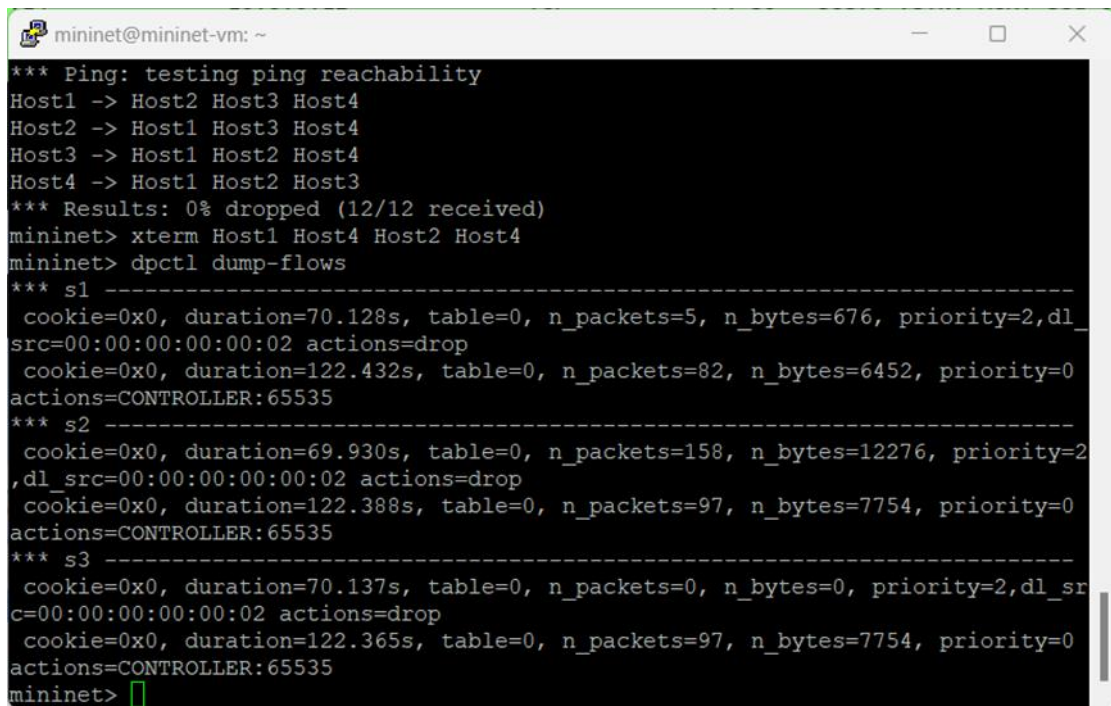 mininet@mininet-vm: ~
*** Ping: testing ping reachability
Host1 -> Host2 Host3 Host4
Host2 -> Host1 Host3 Host4
Host3 -> Host1 Host2 Host4
Host4 -> Host1 Host2 Host3
*** Results: 0% dropped (12/12 received)
mininet> xterm Host1 Host4 Host2 Host4
mininet> dpctl dump-flows
*** s1 ------------------------------------------------------------------------
 cookie=0x0, duration=70.128s, table=0, n_packets=5, n_bytes=676, priority=2,dl_
src=00:00:00:00:00:02 actions=drop
 cookie=0x0, duration=122.432s, table=0, n_packets=82, n_bytes=6452, priority=0
actions=CONTROLLER:65535
*** s2 ------------------------------------------------------------------------
 cookie=0x0, duration=69.930s, table=0, n_packets=158, n_bytes=12276, priority=2
,dl_src=00:00:00:00:00:02 actions=drop
 cookie=0x0, duration=122.388s, table=0, n_packets=97, n_bytes=7754, priority=0
actions=CONTROLLER:65535
*** s3 ------------------------------------------------------------------------
 cookie=0x0, duration=70.137s, table=0, n_packets=0, n_bytes=0, priority=2,dl_sr
c=00:00:00:00:00:02 actions=drop
 cookie=0x0, duration=122.365s, table=0, n_packets=97, n_bytes=7754, priority=0
actions=CONTROLLER:65535
mininet>